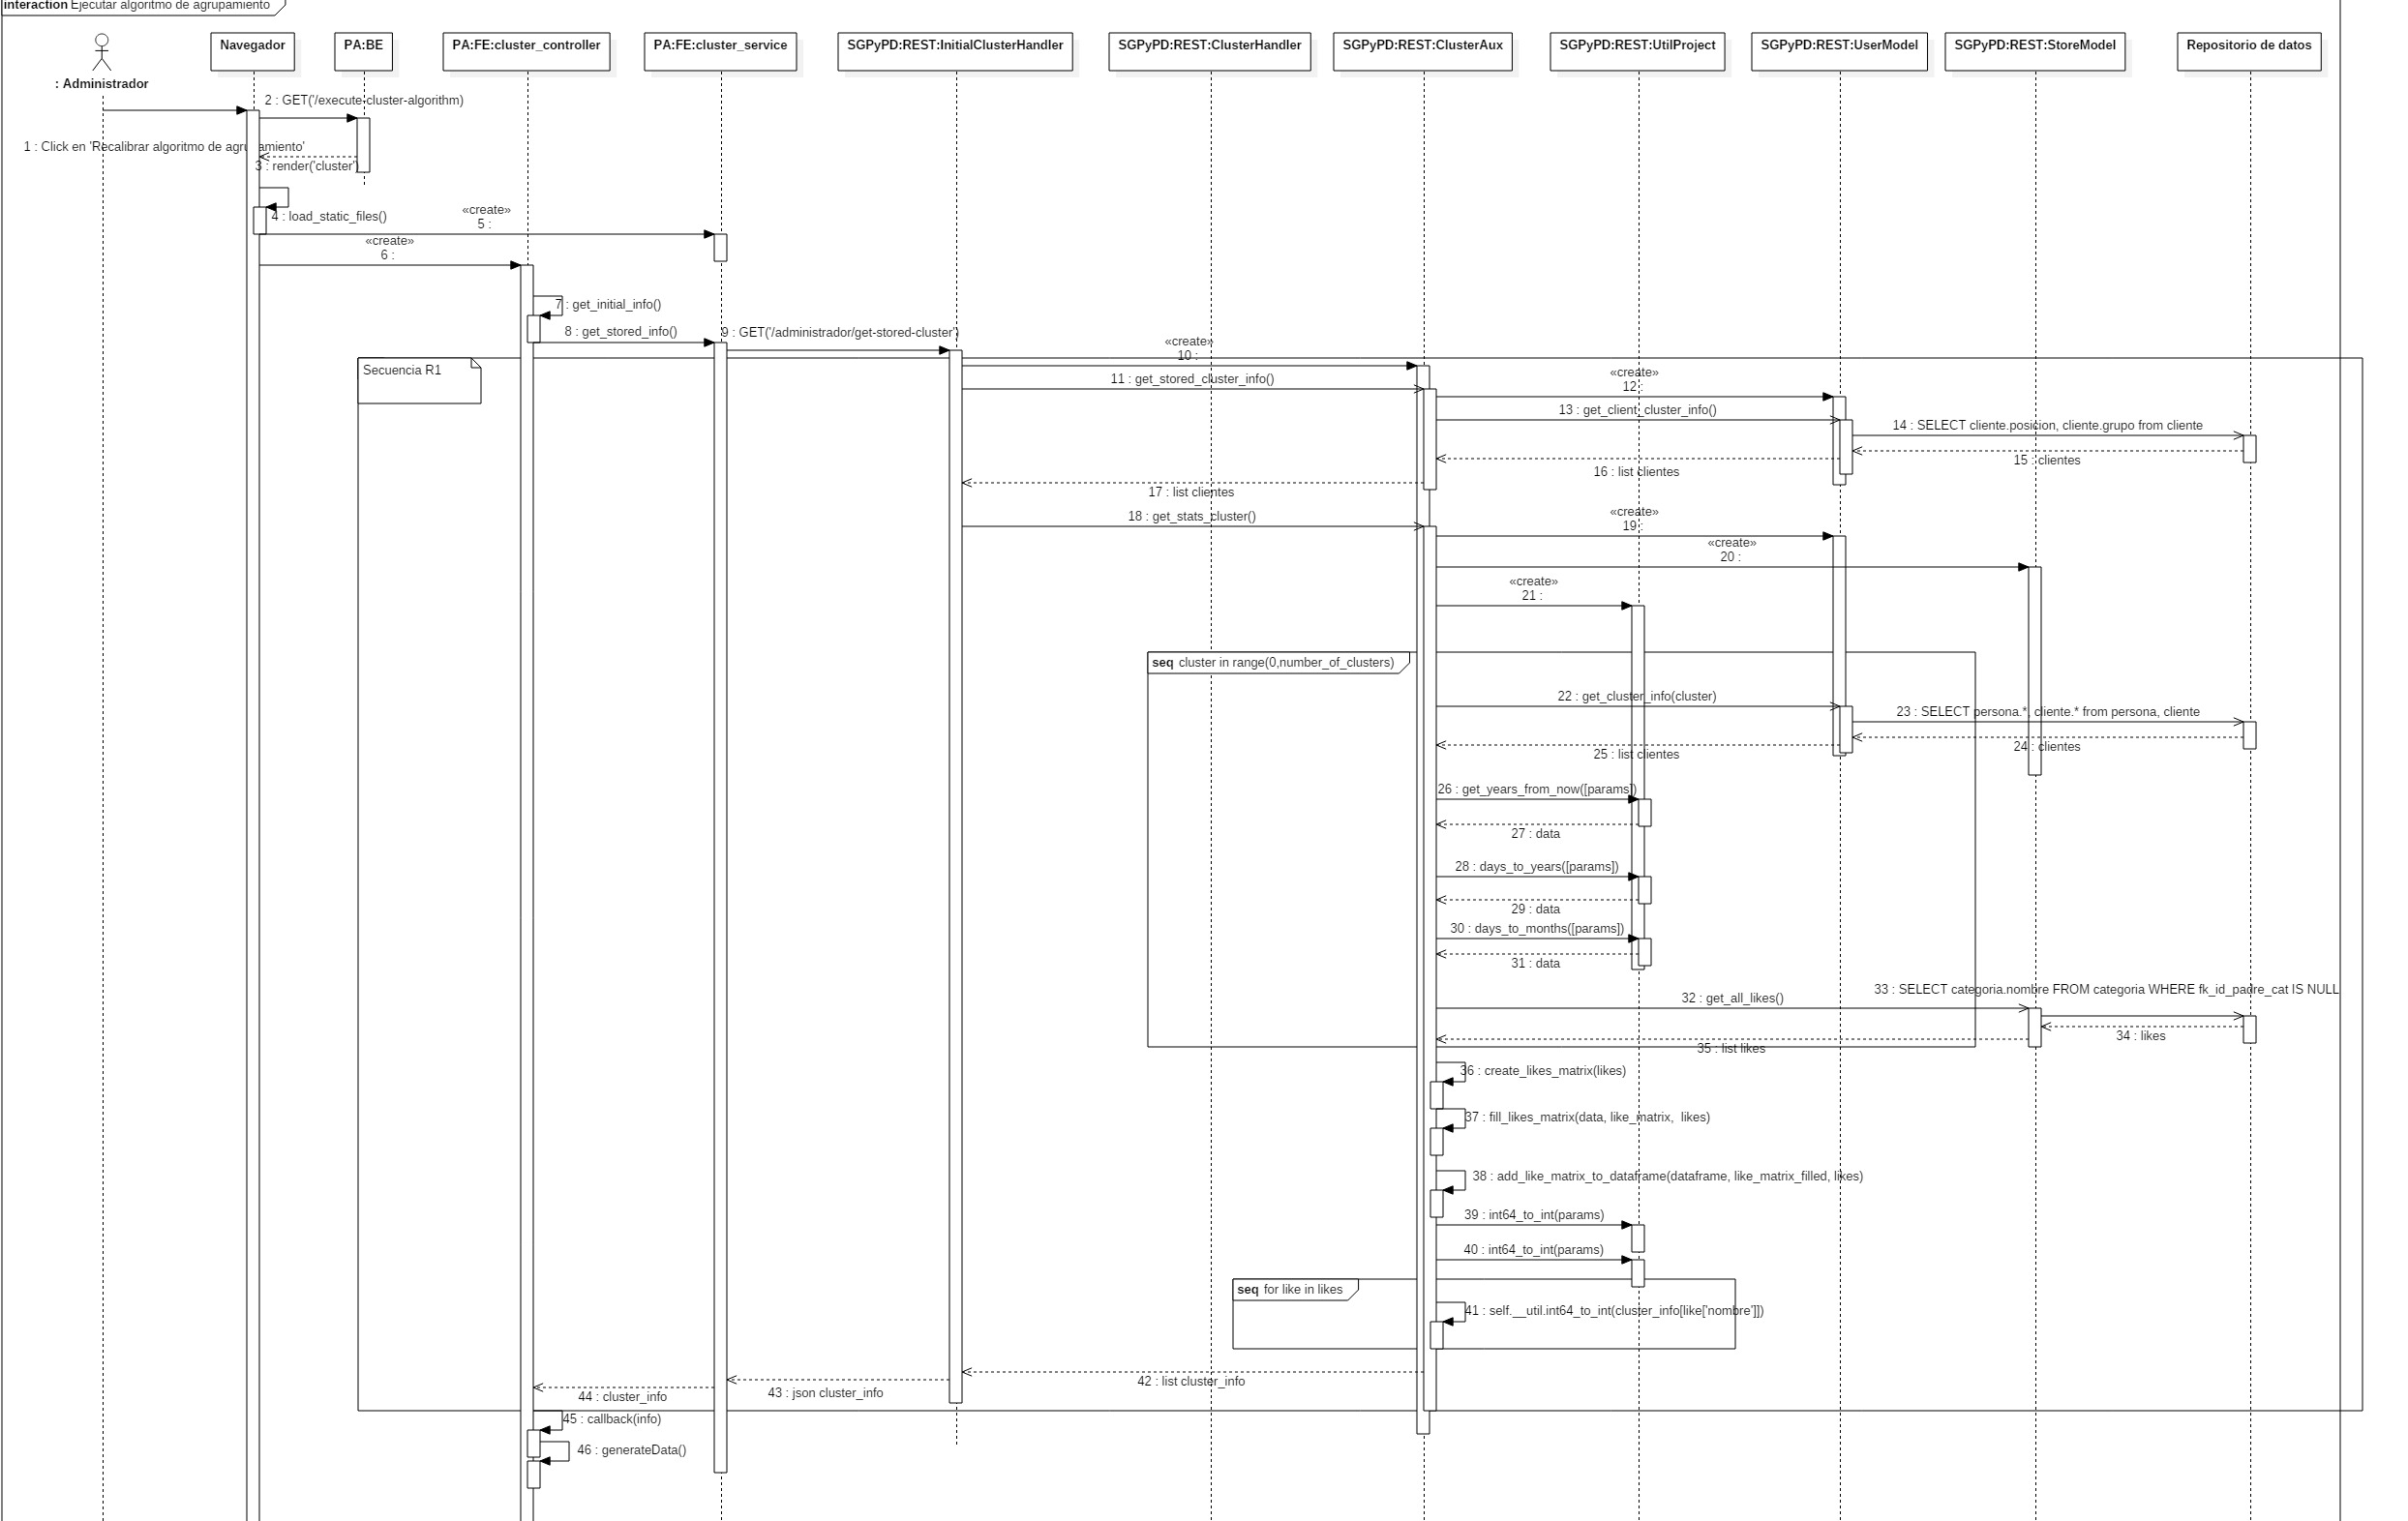 interaction Ejecutar algoritmo de agrupamiento
: Administrador
Navegador
PA:BE
PA:FE:cluster_controller
PA:FE:cluster_service
SGPyPD:REST:InitialClusterHandler
SGPyPD:REST:ClusterHandler
SGPyPD:REST:ClusterAux
SGPyPD:REST:UtilProject
SGPyPD:REST:UserModel
SGPyPD:REST:StoreModel
Repositorio de datos
2 : GET('/execute-cluster-algorithm)
1 : Click en 'Recalibrar algoritmo de agrupamiento'
3 : render('cluster')
4 : load_static_files()
«create»
5 :
«create»
6 :
7 : get_initial_info()
8 : get_stored_info()
9 : GET('/administrador/get-stored-cluster')
«create»
10 :
Secuencia R1
11 : get_stored_cluster_info()
«create»
12 :
13 : get_client_cluster_info()
14 : SELECT cliente.posicion, cliente.grupo from cliente
15 : clientes
16 : list clientes
17 : list clientes
18 : get_stats_cluster()
«create»
19 :
«create»
20 :
«create»
21 :
seq cluster in range(0,number_of_clusters)
22 : get_cluster_info(cluster)
23 : SELECT persona.*, cliente.* from persona, cliente
24 : clientes
25 : list clientes
26 : get_years_from_now([params])
27 : data
28 : days_to_years([params])
29 : data
30 : days_to_months([params])
31 : data
32 : get_all_likes()
33 : SELECT categoria.nombre FROM categoria WHERE fk_id_padre_cat IS NULL
34 : likes
35 : list likes
36 : create_likes_matrix(likes)
37 : fill_likes_matrix(data, like_matrix,  likes)
38 : add_like_matrix_to_dataframe(dataframe, like_matrix_filled, likes)
39 : int64_to_int(params)
40 : int64_to_int(params)
seq for like in likes
41 : self.__util.int64_to_int(cluster_info[like['nombre']])
42 : list cluster_info
43 : json cluster_info
44 : cluster_info
45 : callback(info)
46 : generateData()